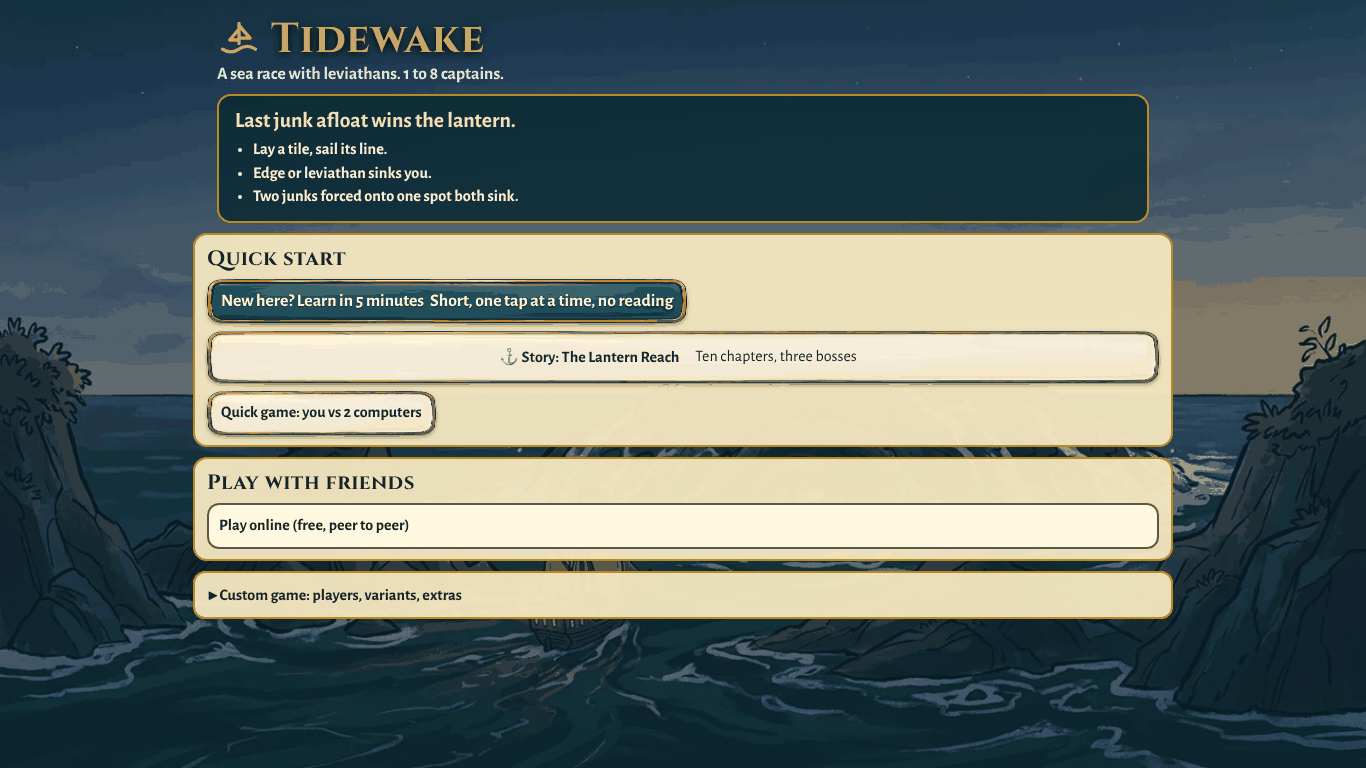 Tidewake
A sea race with leviathans. 1 to 8 captains.
Last junk afloat wins the lantern.
• Lay a tile, sail its line.
• Edge or leviathan sinks you.
• Two junks forced onto one spot both sink.
Quick start
New here? Learn in 5 minutes Short, one tap at a time, no reading
⚓ Story: The Lantern Reach Ten chapters, three bosses
Quick game: you vs 2 computers
Play with friends
Play online (free, peer to peer)
▸Custom game: players, variants, extras